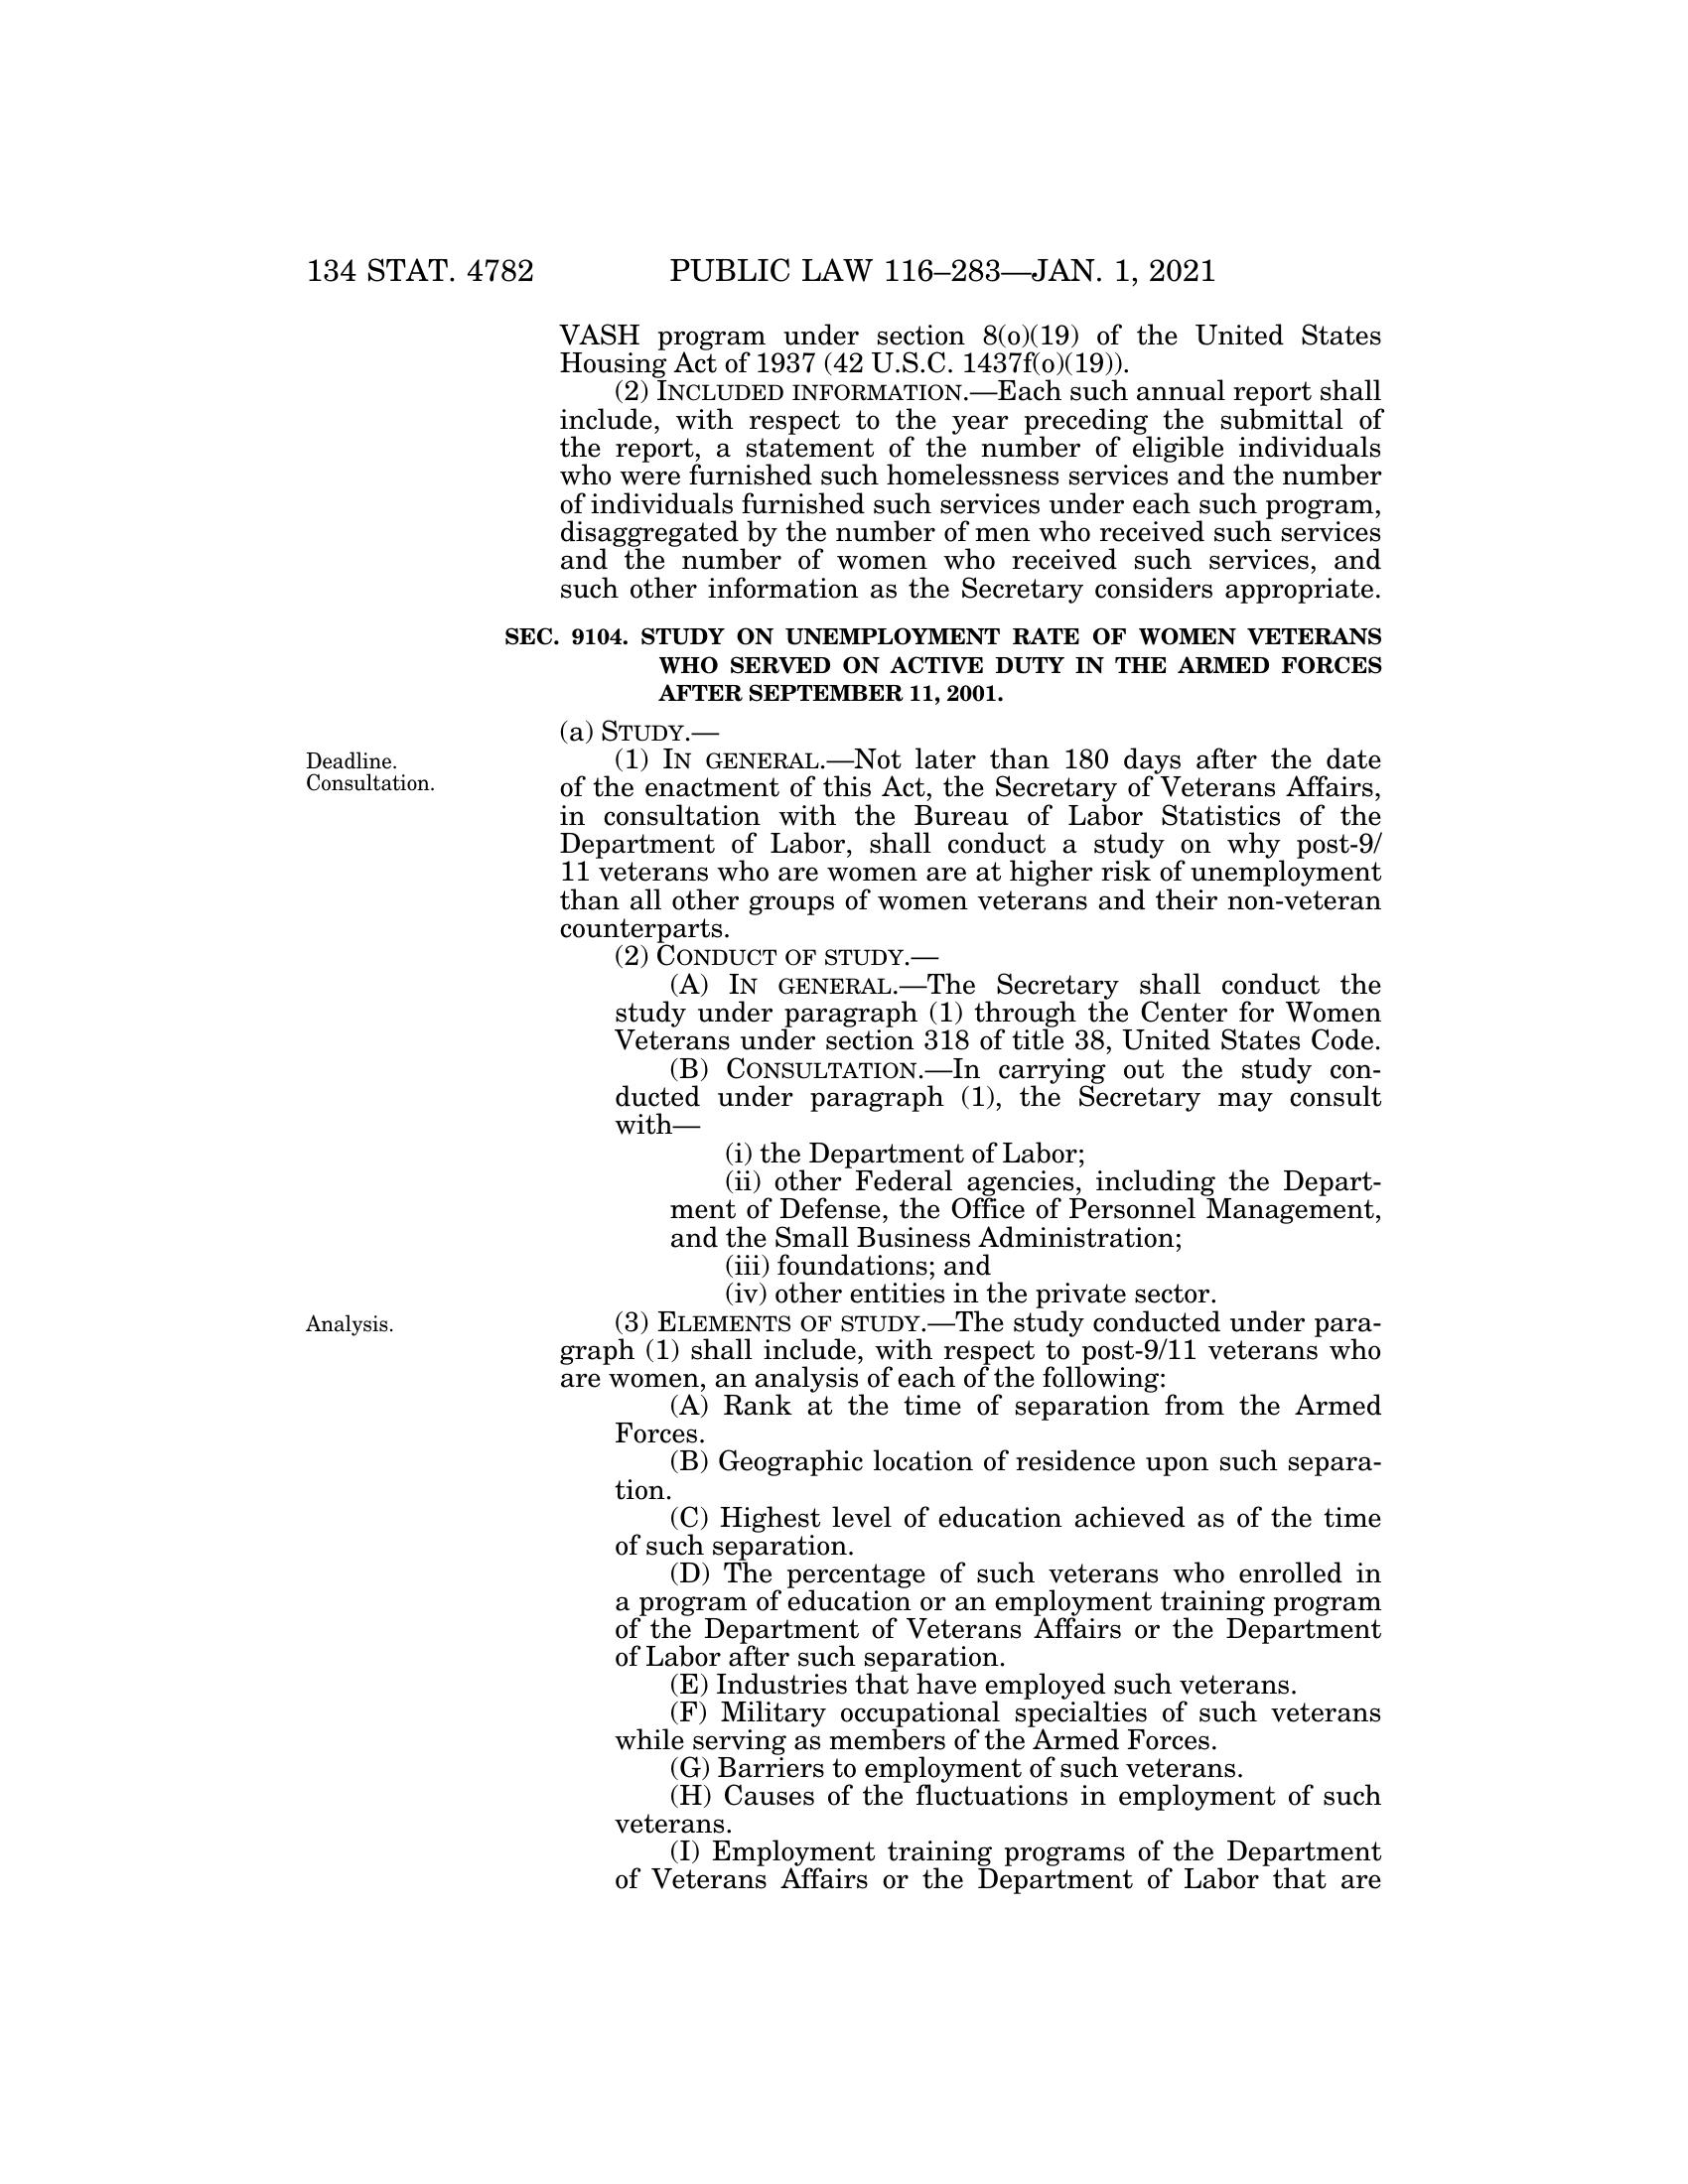 134 STAT. 4782 PUBLIC LAW 116–283—JAN. 1, 2021
VASH program under section 8(o)(19) of the United States
Housing Act of 1937 (42 U.S.C. 1437f(o)(19)).
(2) INCLUDED INFORMATION.—Each such annual report shall
include, with respect to the year preceding the submittal of
the report, a statement of the number of eligible individuals
who were furnished such homelessness services and the number
of individuals furnished such services under each such program,
disaggregated by the number of men who received such services
and the number of women who received such services, and
such other information as the Secretary considers appropriate.
SEC. 9104. STUDY ON UNEMPLOYMENT RATE OF WOMEN VETERANS
WHO SERVED ON ACTIVE DUTY IN THE ARMED FORCES
AFTER SEPTEMBER 11, 2001.
(a) STUDY.—
Deadline.
Consultation.
(1) IN GENERAL.—Not later than 180 days after the date
of the enactment of this Act, the Secretary of Veterans Affairs,
in consultation with the Bureau of Labor Statistics of the
Department of Labor, shall conduct a study on why post-9/
11 veterans who are women are at higher risk of unemployment
than all other groups of women veterans and their non-veteran
counterparts.
(2) CONDUCT OF STUDY.—
(A) IN GENERAL.—The Secretary shall conduct the
study under paragraph (1) through the Center for Women
Veterans under section 318 of title 38, United States Code.
(B) CONSULTATION.—In carrying out the study con-
ducted under paragraph (1), the Secretary may consult
with—
(i) the Department of Labor;
(ii) other Federal agencies, including the Depart-
ment of Defense, the Office of Personnel Management,
and the Small Business Administration;
(iii) foundations; and
(iv) other entities in the private sector.
Analysis.
(3) ELEMENTS OF STUDY.—The study conducted under para-
graph (1) shall include, with respect to post-9/11 veterans who
are women, an analysis of each of the following:
(A) Rank at the time of separation from the Armed
Forces.
(B) Geographic location of residence upon such separa-
tion.
(C) Highest level of education achieved as of the time
of such separation.
(D) The percentage of such veterans who enrolled in
a program of education or an employment training program
of the Department of Veterans Affairs or the Department
of Labor after such separation.
(E) Industries that have employed such veterans.
(F) Military occupational specialties of such veterans
while serving as members of the Armed Forces.
(G) Barriers to employment of such veterans.
(H) Causes of the fluctuations in employment of such
veterans.
(I) Employment training programs of the Department
of Veterans Affairs or the Department of Labor that are